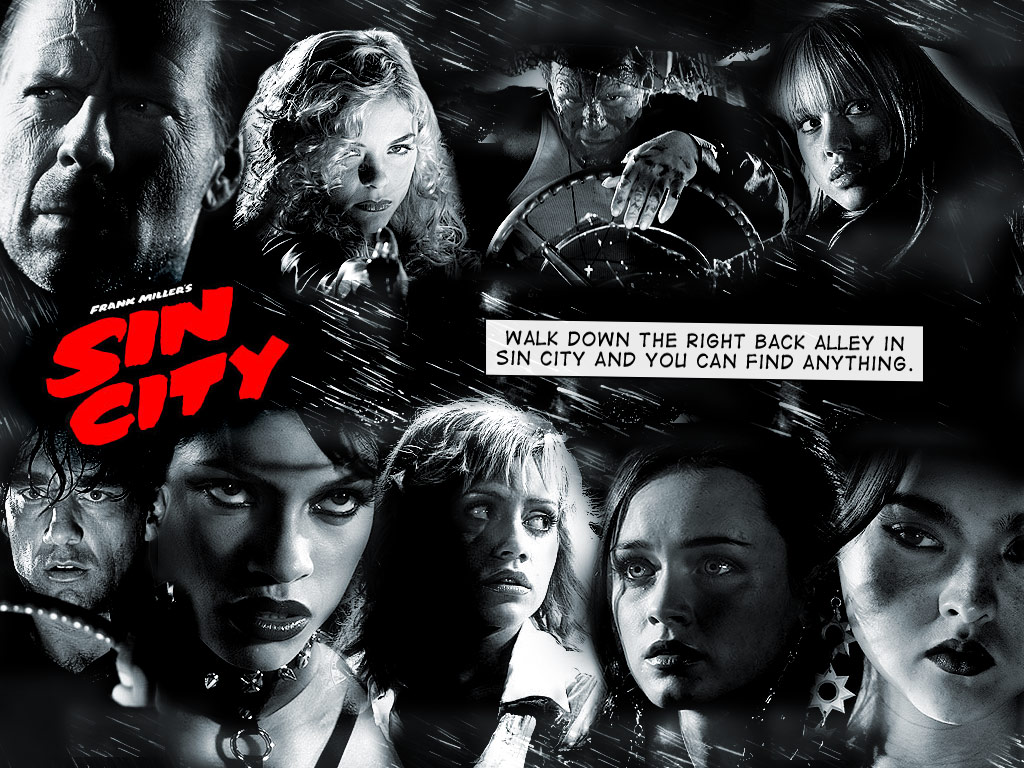 FRANK MILLER'S
SIN
CITY
WALK DOWN THE RIGHT BACK ALLEY IN
SIN CITY AND YOU CAN FIND ANYTHING.